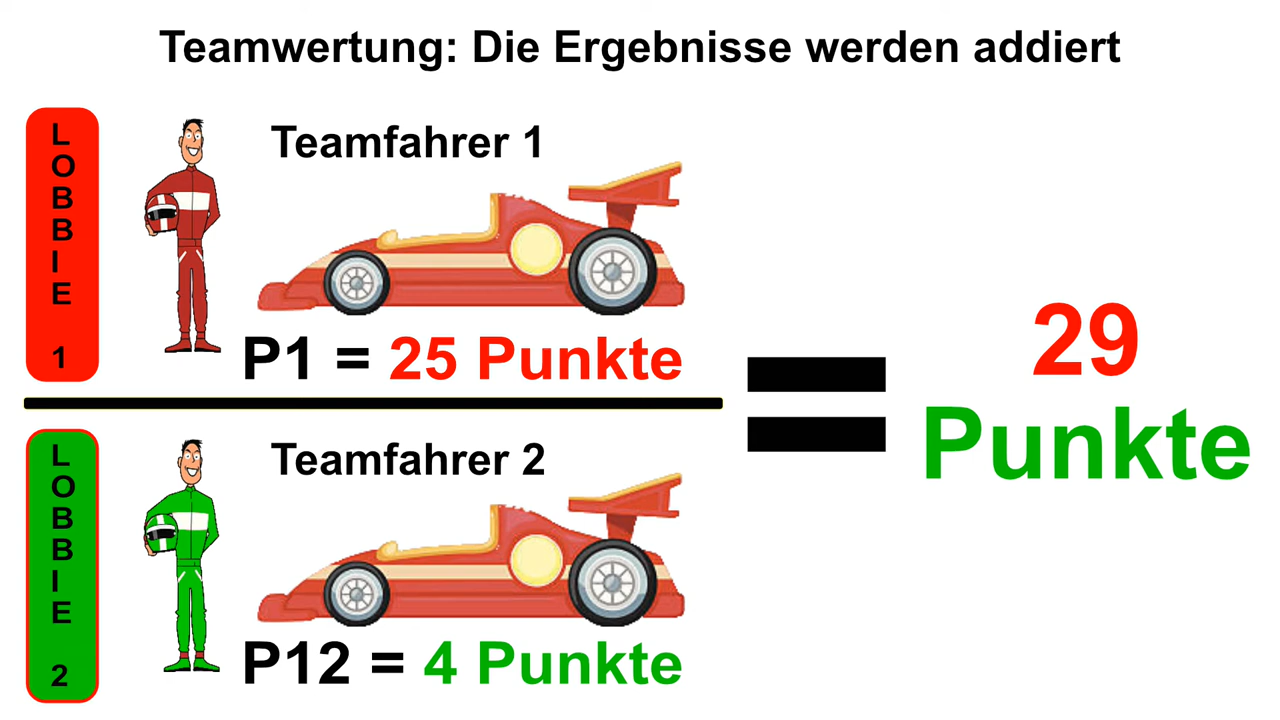 Teamwertung: Die Ergebnisse werden addiert
LOBBIE 1
Teamfahrer 1
P1 = 25 Punkte
LOBBIE 2
Teamfahrer 2
P12 = 4 Punkte
=
29
Punkte